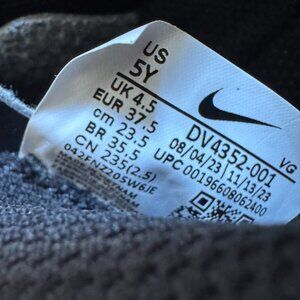 US
5Y
UK 4.5
EUR 37.5
cm 23.5
BR 35.5
CN 235(2.5)
VG
DV4352-001
08/04/23 11/13/23
UPC 00196608062400